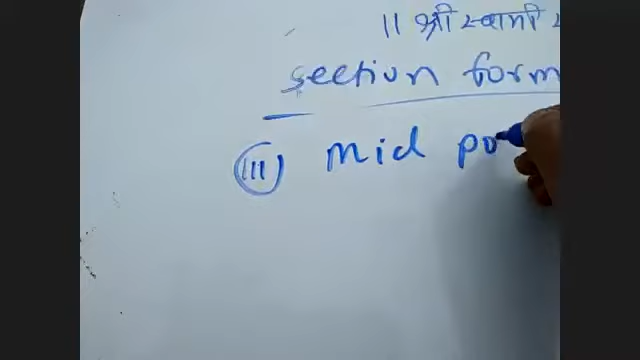 ॥ श्री स्वामी
section form
(III) Mid po